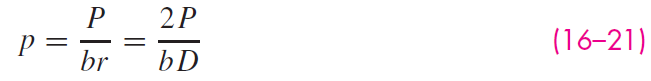 p = P/br = 2P/bD (16–21)